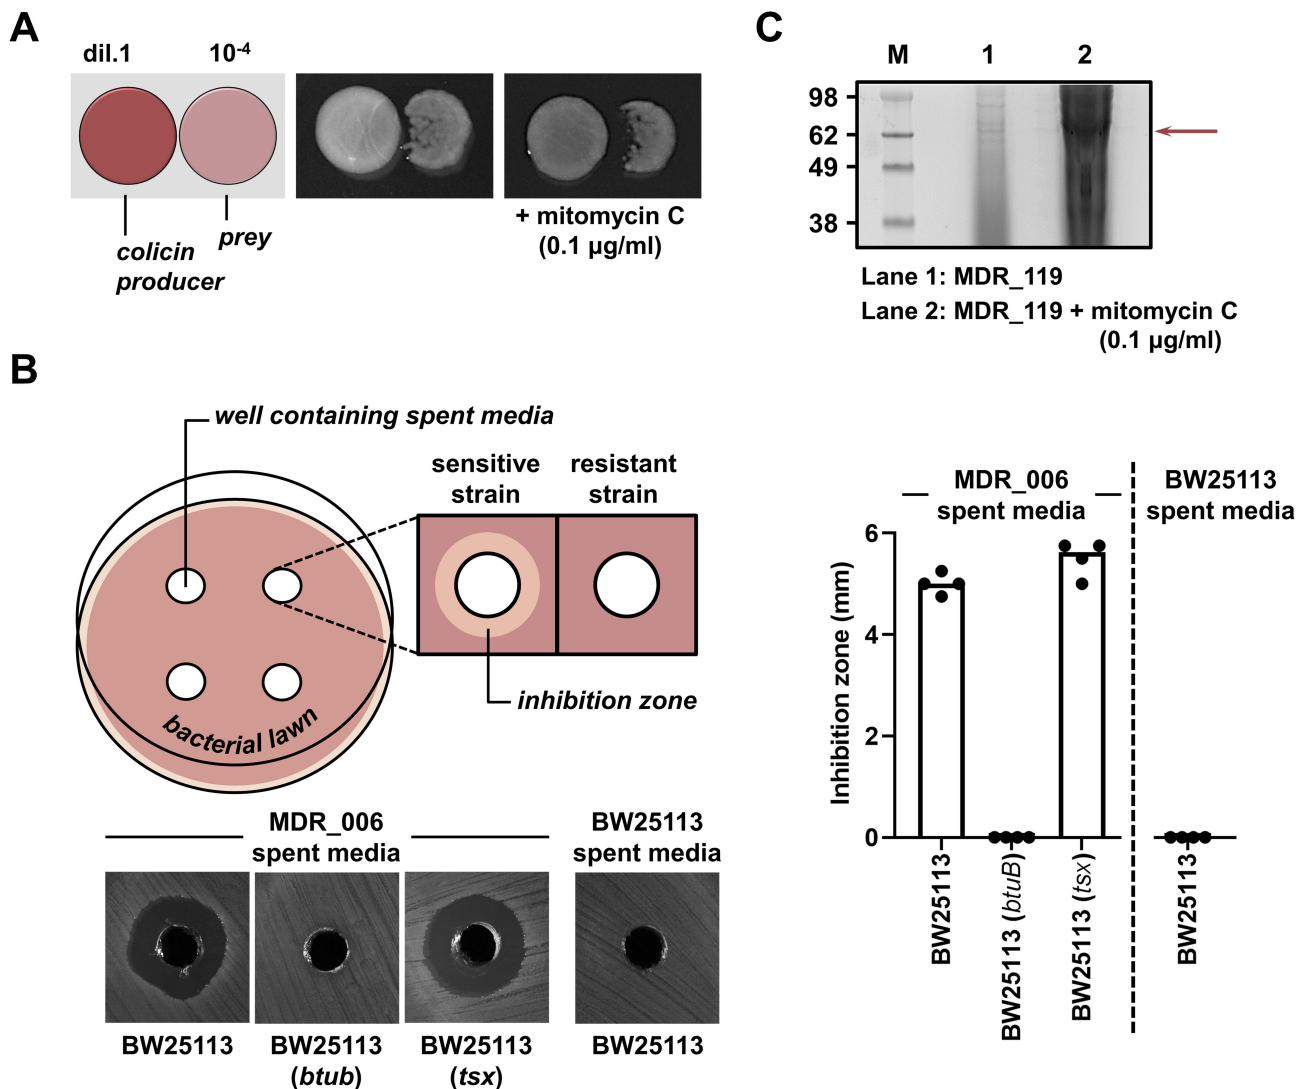 A
dil.1
10-4
colicin
producer
prey
+ mitomycin C
(0.1 µg/ml)
C
M 1 2
98
62
49
38
Lane 1: MDR_119
Lane 2: MDR_119 + mitomycin C
(0.1 µg/ml)
B
well containing spent media
sensitive
strain
resistant
strain
inhibition zone
bacterial lawn
MDR_006
spent media
BW25113
spent media
BW25113
BW25113
(btub)
BW25113
(tsx)
BW25113
MDR_006
spent media
BW25113
spent media
Inhibition zone (mm)
6
4
2
0
BW25113
BW25113 (btuB)
BW25113 (tsx)
BW25113